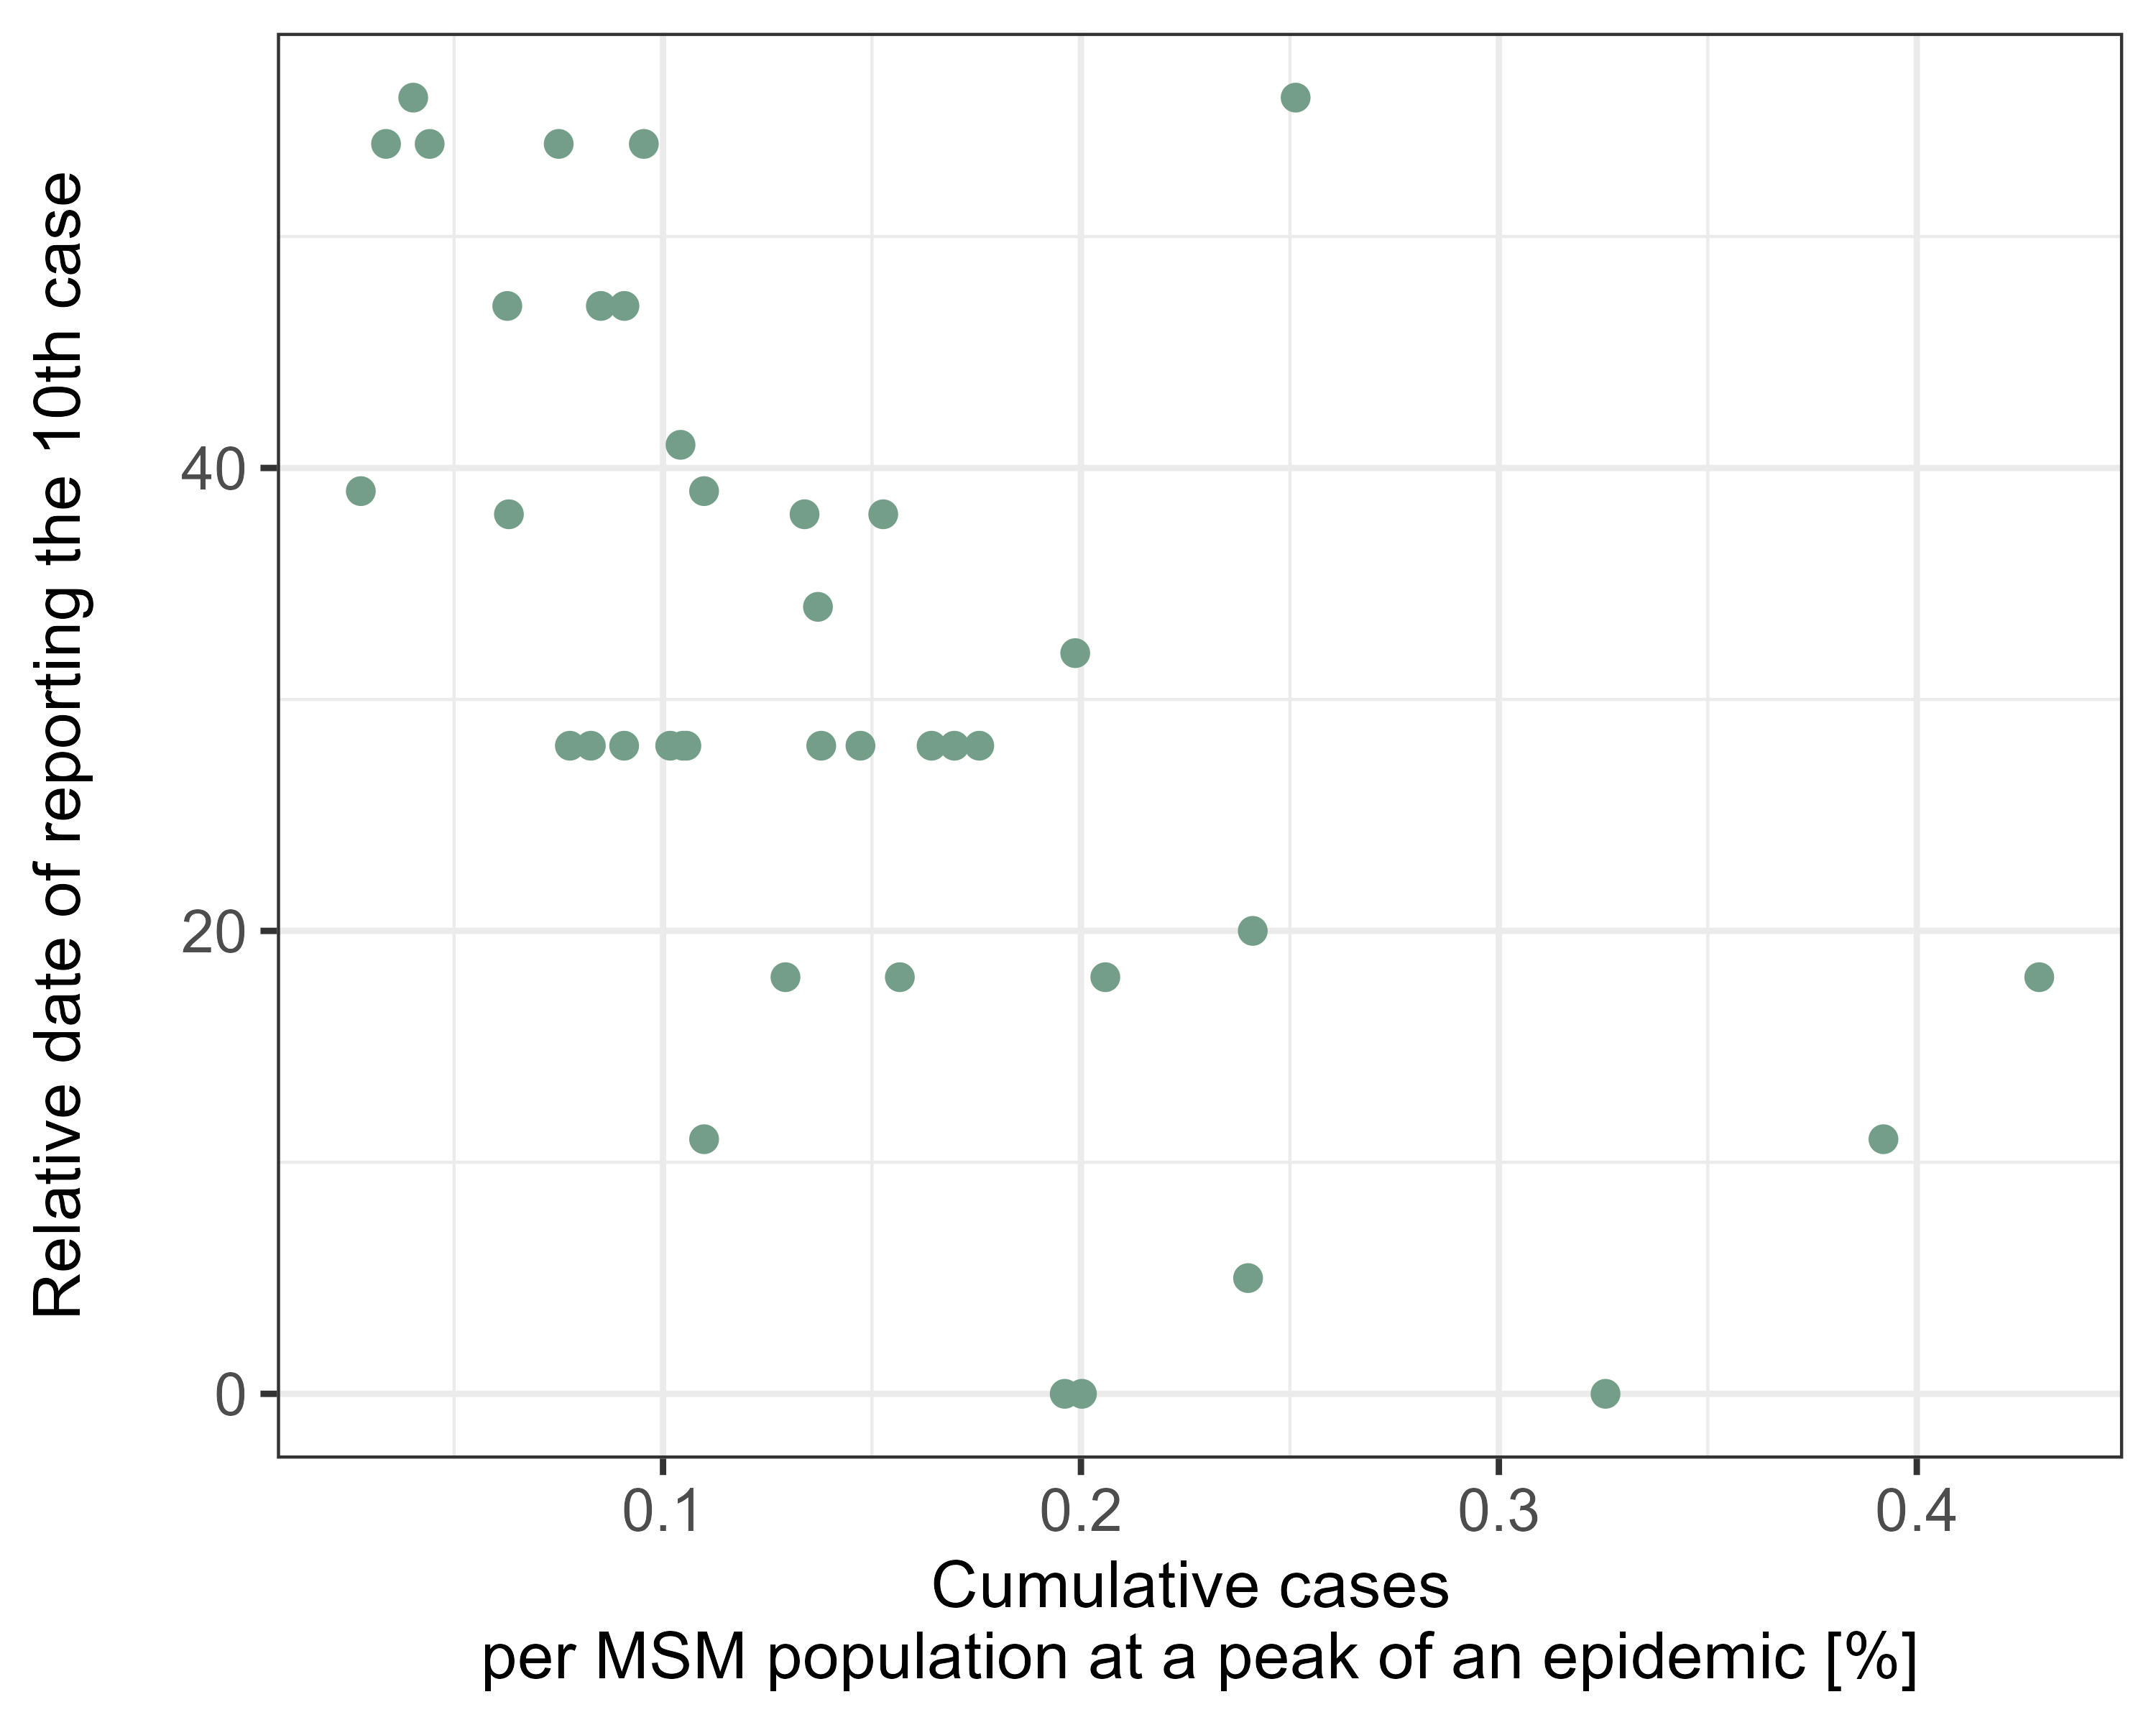 Relative date of reporting the 10th case
40
20
0
0.1
0.2
0.3
0.4
Cumulative cases
per MSM population at a peak of an epidemic [%]